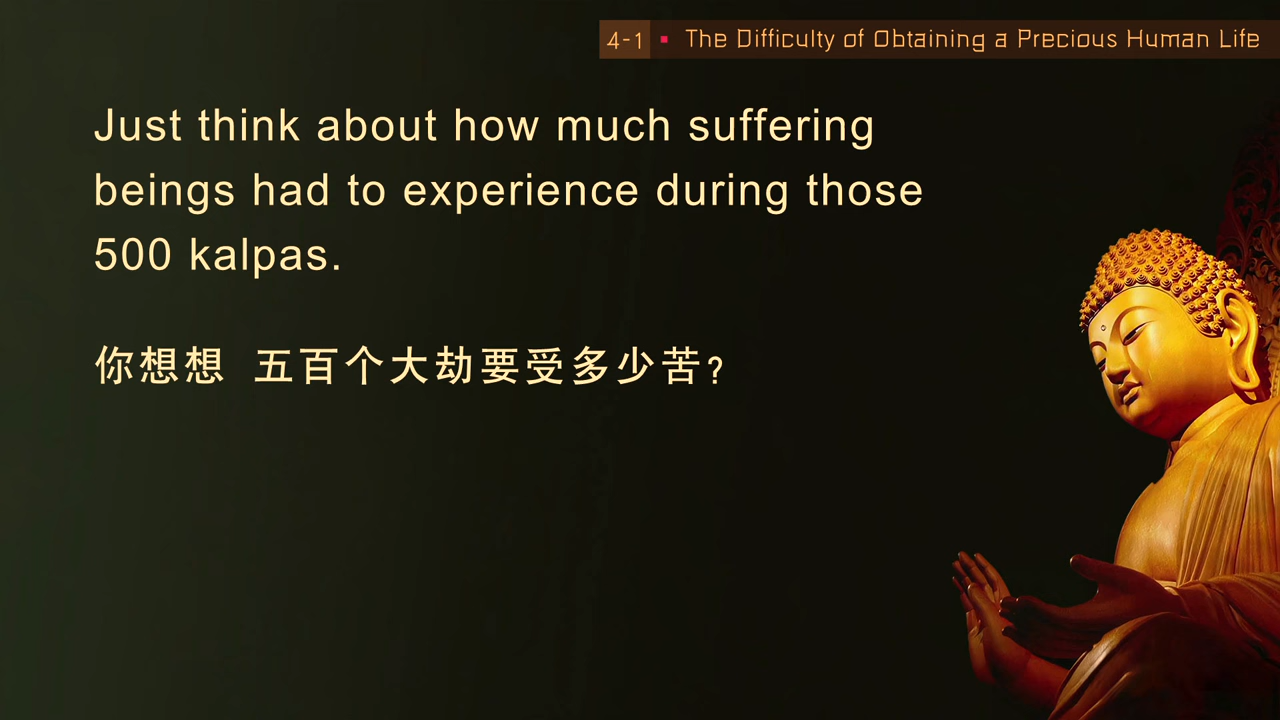 4-1 ▪ The Difficulty of Obtaining a Precious Human Life
Just think about how much suffering
beings had to experience during those
500 kalpas.
你想想 五百个大劫要受多少苦?